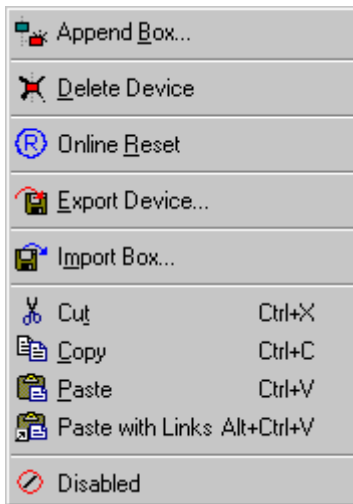 Append Box...
Delete Device
R Online Reset
Export Device...
Import Box...
Cut Ctrl+X
Copy Ctrl+C
Paste Ctrl+V
Paste with Links Alt+Ctrl+V
Disabled